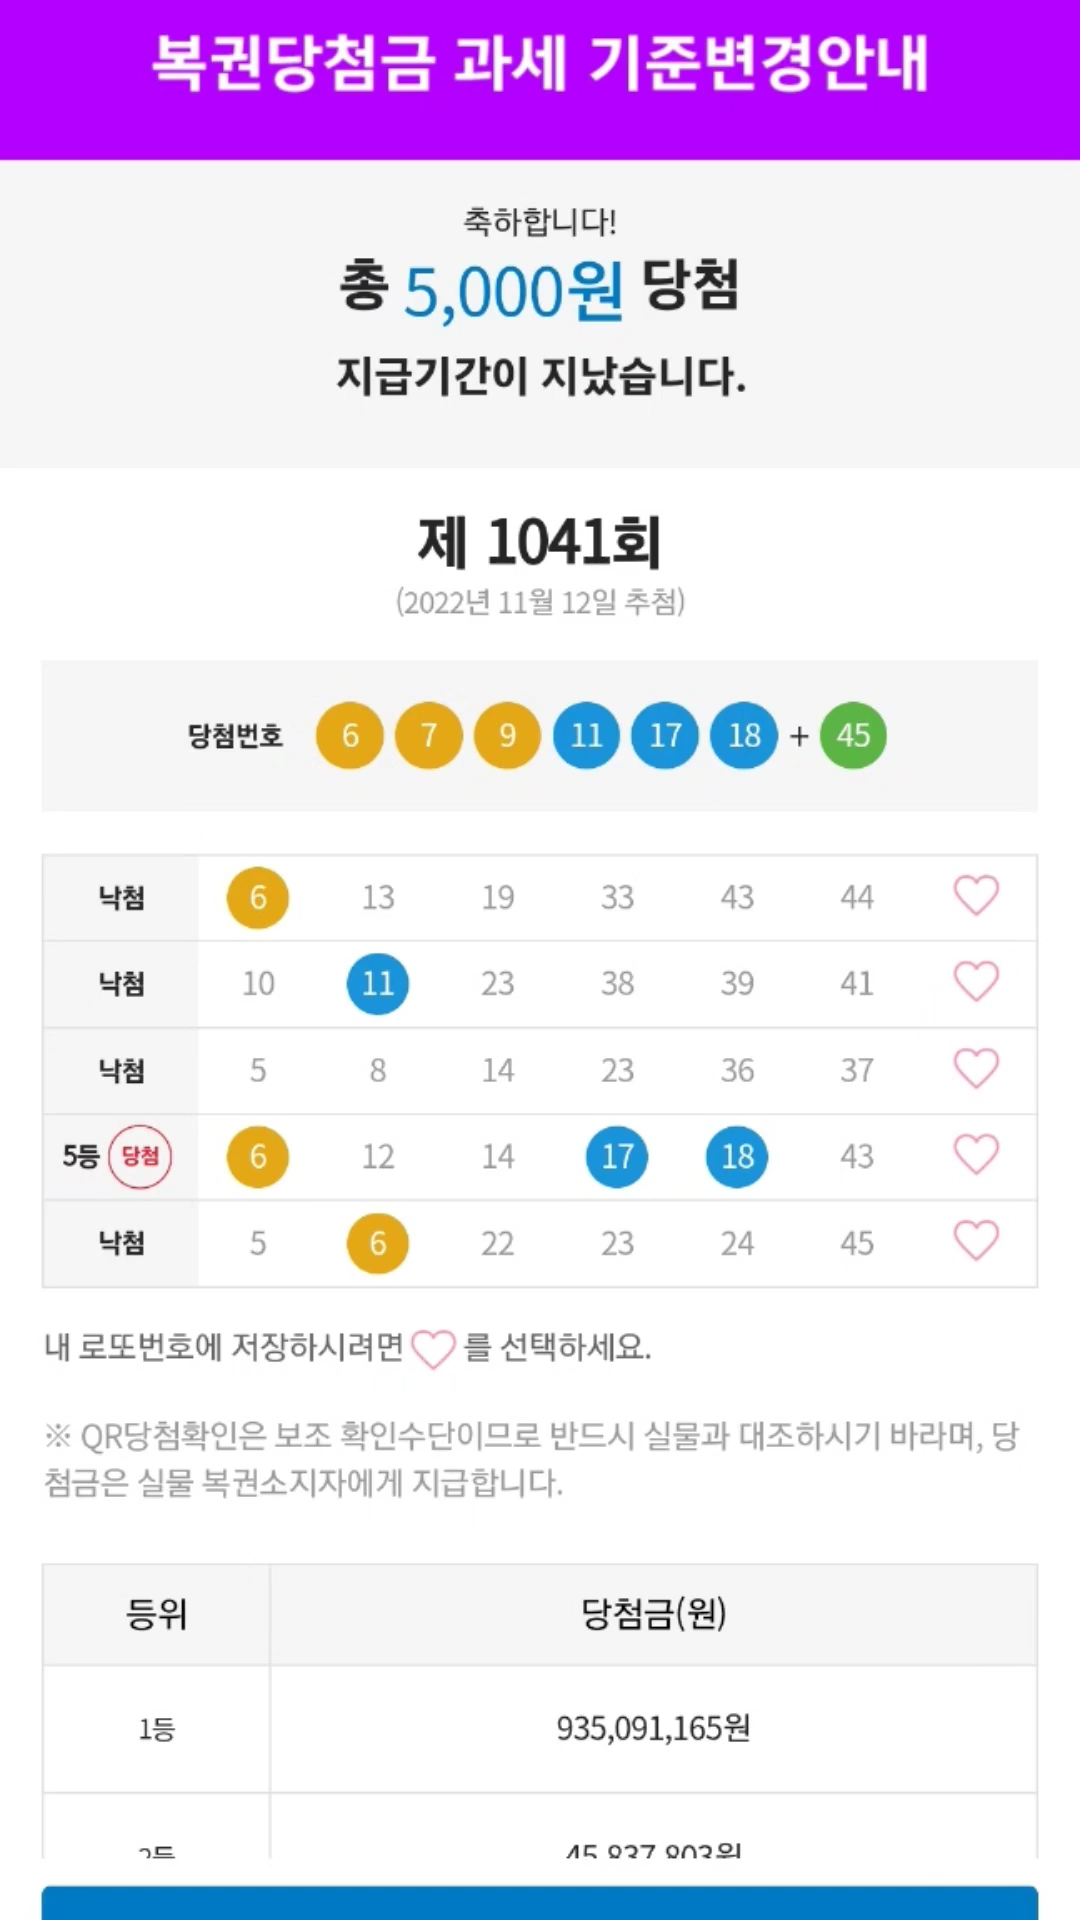 복권당첨금 과세 기준변경안내
축하합니다!
총 5,000원 당첨
지급기간이 지났습니다.
제 1041회
(2022년 11월 12일 추첨)
당첨번호 6 7 9 11 17 18 + 45
낙첨 6 13 19 33 43 44
낙첨 10 11 23 38 39 41
낙첨 5 8 14 23 36 37
5등 당첨 6 12 14 17 18 43
낙첨 5 6 22 23 24 45
내 로또번호에 저장하시려면 를 선택하세요.
※ QR당첨확인은 보조 확인수단이므로 반드시 실물과 대조하시기 바라며, 당
첨금은 실물 복권소지자에게 지급합니다.
등위 당첨금(원)
1등 935,091,165원
2등 45,837,803원